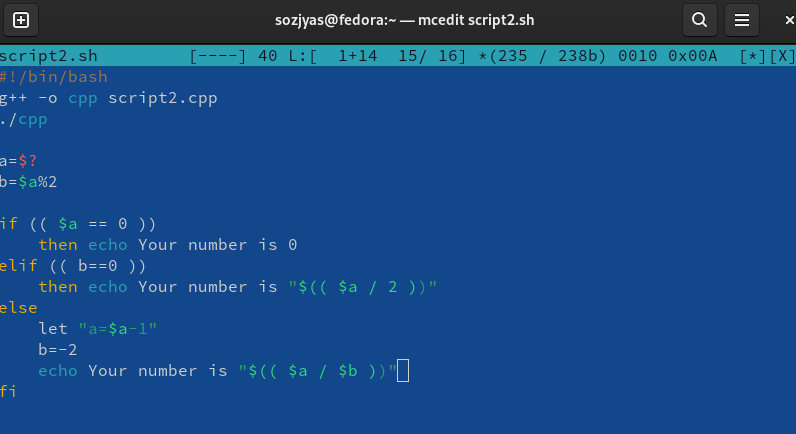 sozjyas@fedora:~ — mcedit script2.sh
script2.sh [----] 40 L:[ 1+14 15/ 16] *(235 / 238b) 0010 0x00A [*][X]
#!/bin/bash
g++ -o cpp script2.cpp
./cpp
a=$?
b=$a%2
if (( $a == 0 ))
then echo Your number is 0
elif (( b==0 ))
then echo Your number is "$(( $a / 2 ))"
else
let "a=$a-1"
b=-2
echo Your number is "$(( $a / $b ))"
fi